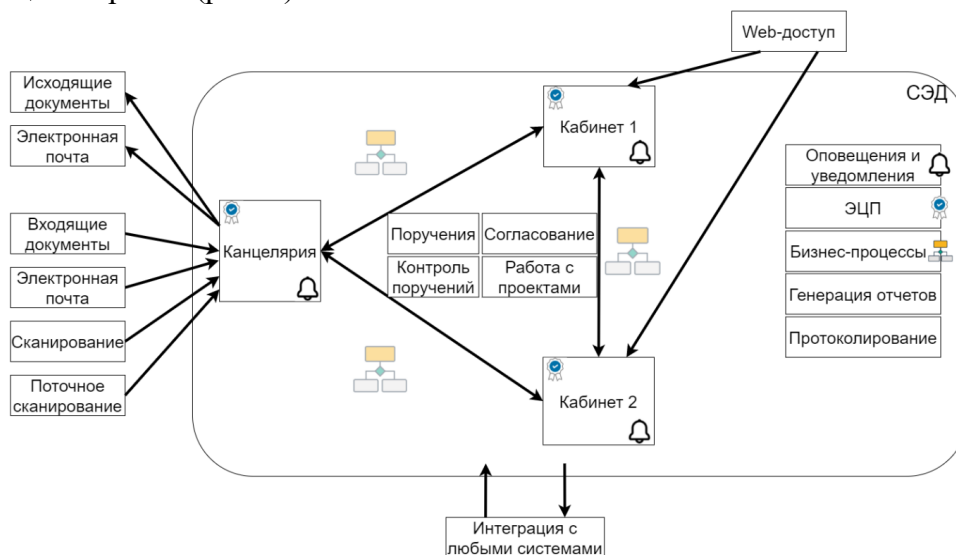 Web-доступ
СЭД
Исходящие
документы
Электронная
почта
Входящие
документы
Электронная
почта
Сканирование
Поточное
сканирование
Канцелярия
Кабинет 1
Поручения
Согласование
Контроль
поручений
Работа с
проектами
Кабинет 2
Оповещения и
уведомления
ЭЦП
Бизнес-процессы
Генерация отчетов
Протоколирование
Интеграция с
любыми системами